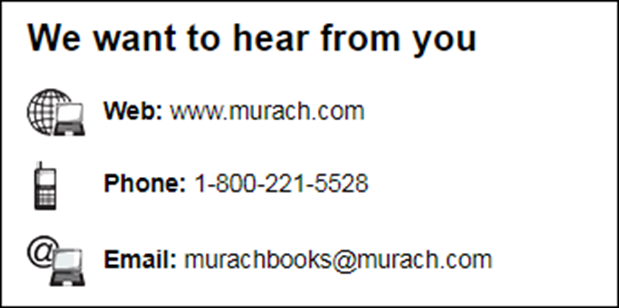 We want to hear from you
Web: www.murach.com
Phone: 1-800-221-5528
Email: murachbooks@murach.com